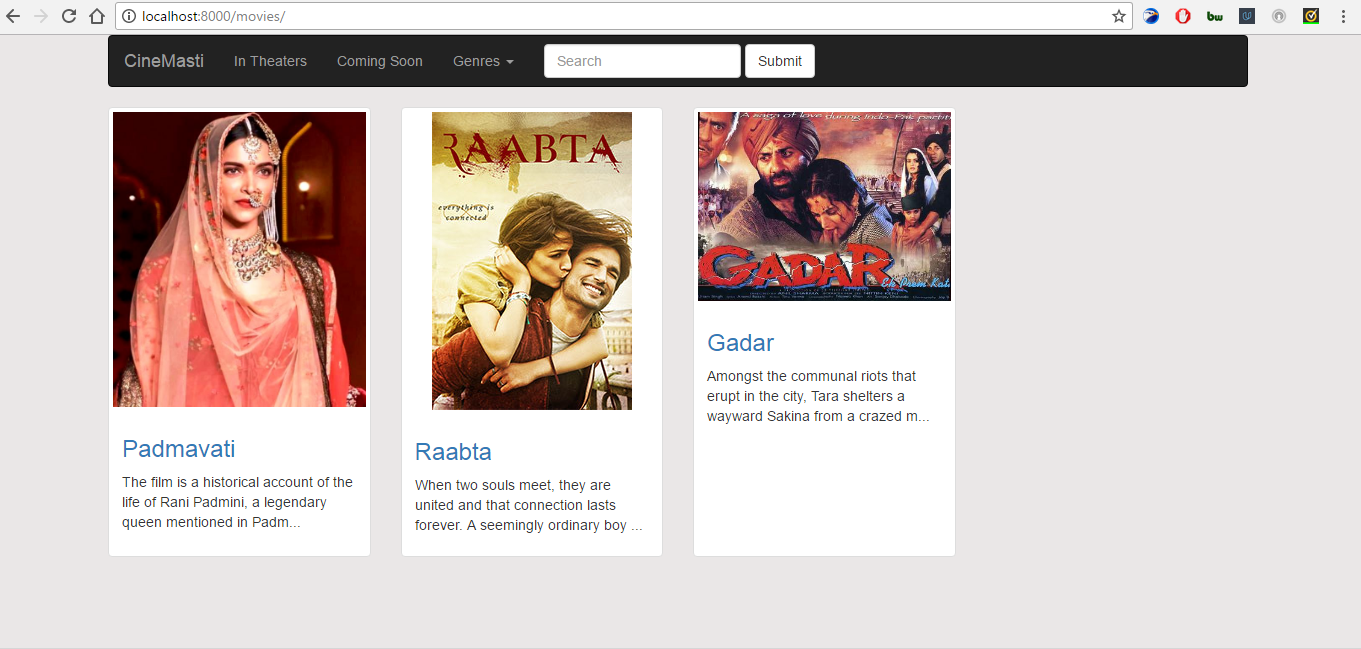 localhost:8000/movies/
CineMasti In Theaters Coming Soon Genres Search Submit
Padmavati
The film is a historical account of the
life of Rani Padmini, a legendary
queen mentioned in Padm...
RAABTA
everything is
connected
Raabta
When two souls meet, they are
united and that connection lasts
forever. A seemingly ordinary boy ...
A saga of love during Indo-Pak partiti
GADAR
Ek Prem Kat
Gadar
Amongst the communal riots that
erupt in the city, Tara shelters a
wayward Sakina from a crazed m...